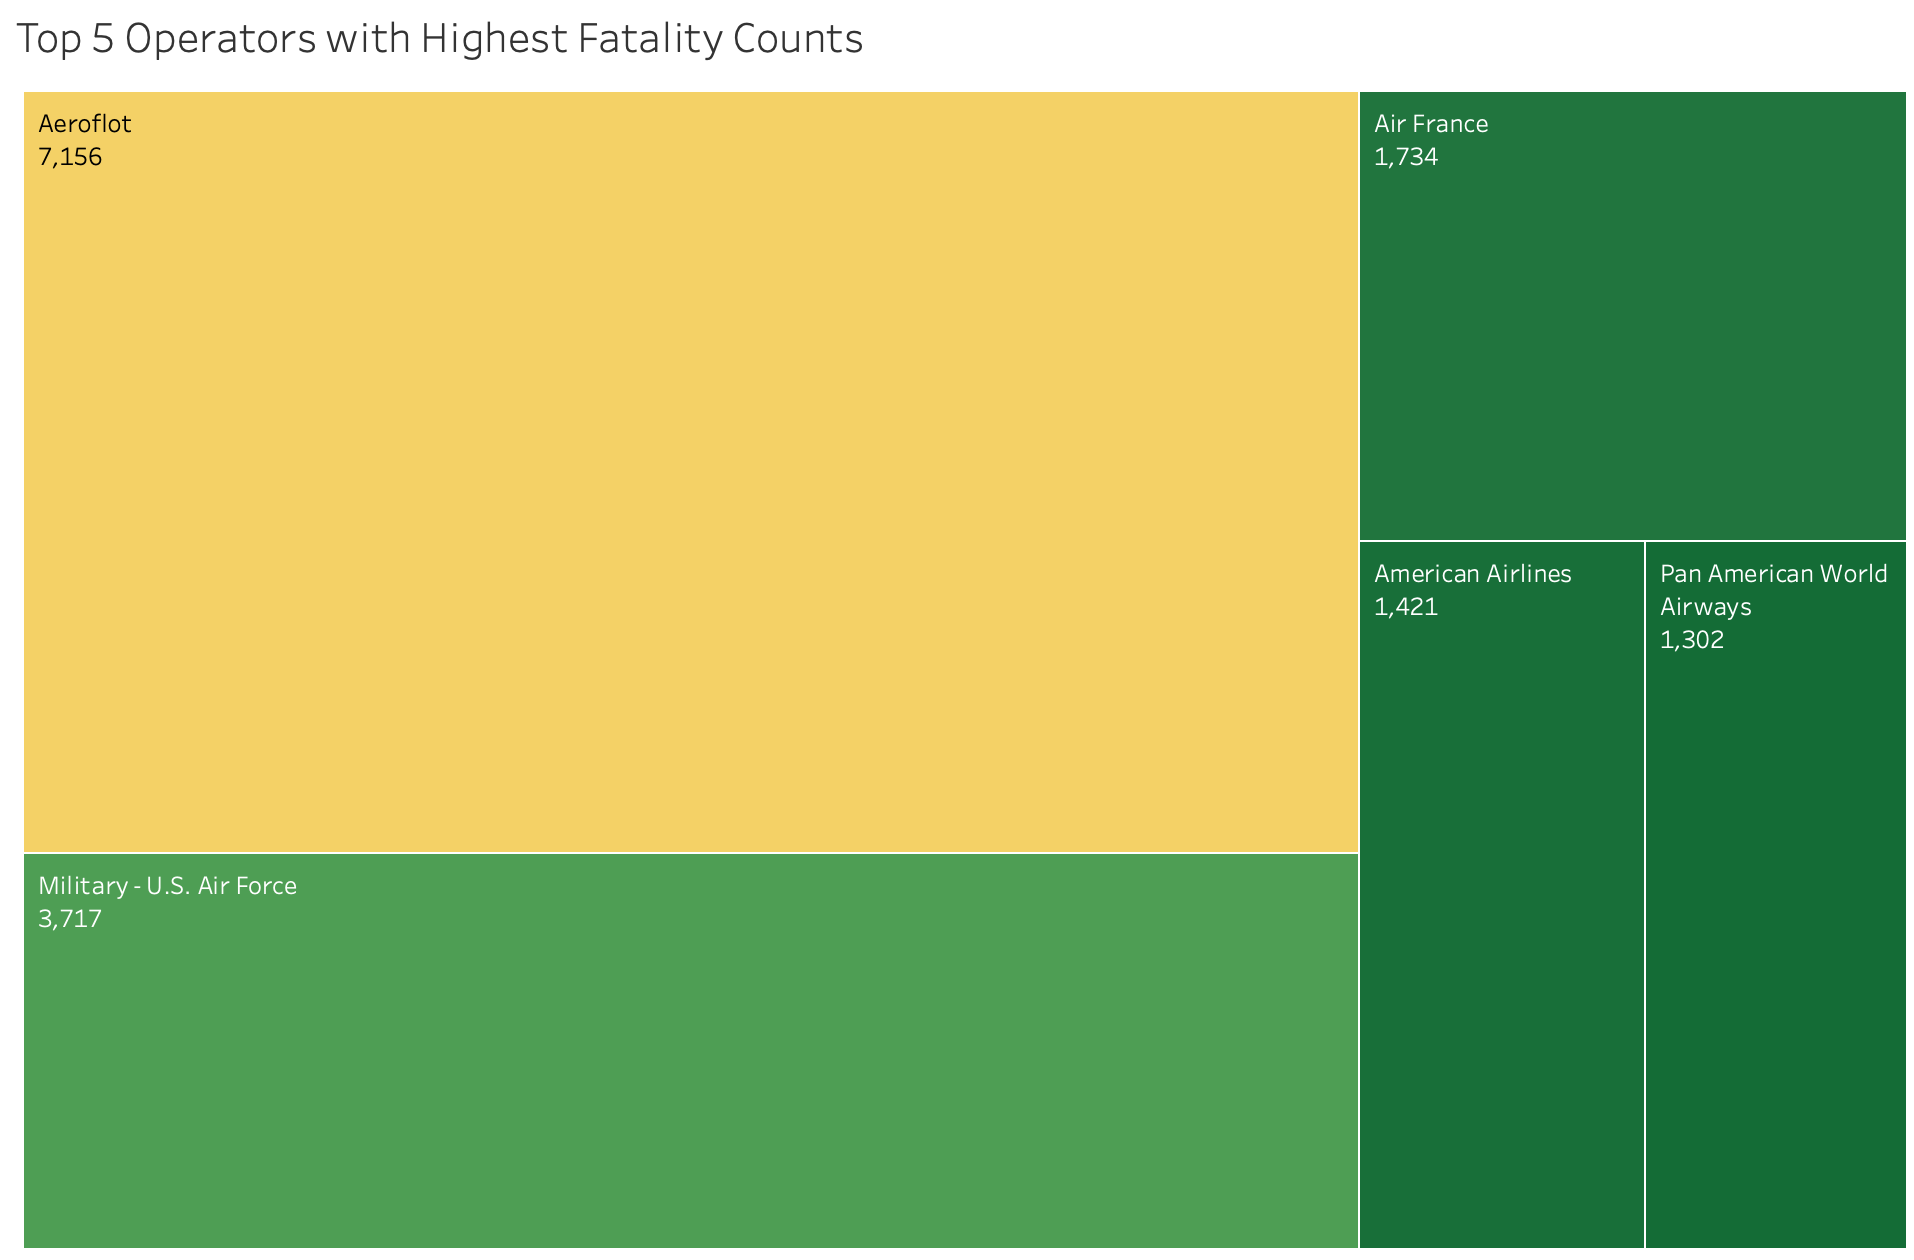 Top 5 Operators with Highest Fatality Counts
Aeroflot
7,156
Military - U.S. Air Force
3,717
Air France
1,734
American Airlines
1,421
Pan American World
Airways
1,302